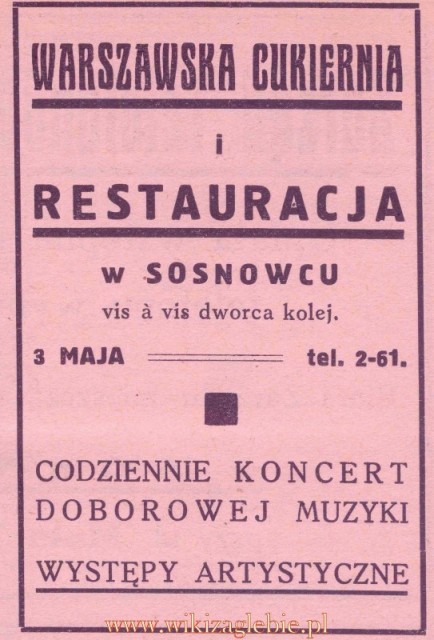 WARSZAWSKA CUKIERNIA
i
RESTAURACJA
w SOSNOWCU
vis à vis dworca kolej.
3 MAJA tel. 2-61.
CODZIENNIE KONCERT
DOBOROWEJ MUZYKI
WYSTĘPY ARTYSTYCZNE
www.wikizaglebie.pl